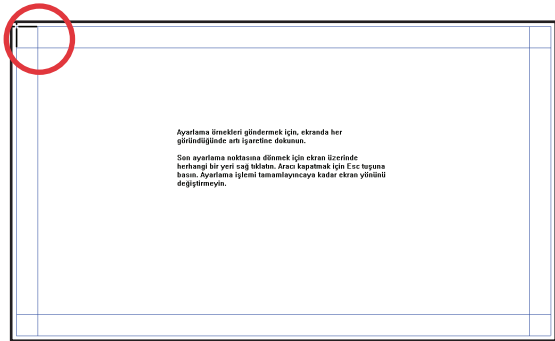 Ayarlama örnekleri göndermek için, ekranda her
göründüğünde artı işaretine dokunun.
Son ayarlama noktasına dönmek için ekran üzerinde
herhangi bir yeri sağ tıklatın. Aracı kapatmak için Esc tuşuna
basın. Ayarlama işlemi tamamlayıncaya kadar ekran yönünü
değiştirmeyin.